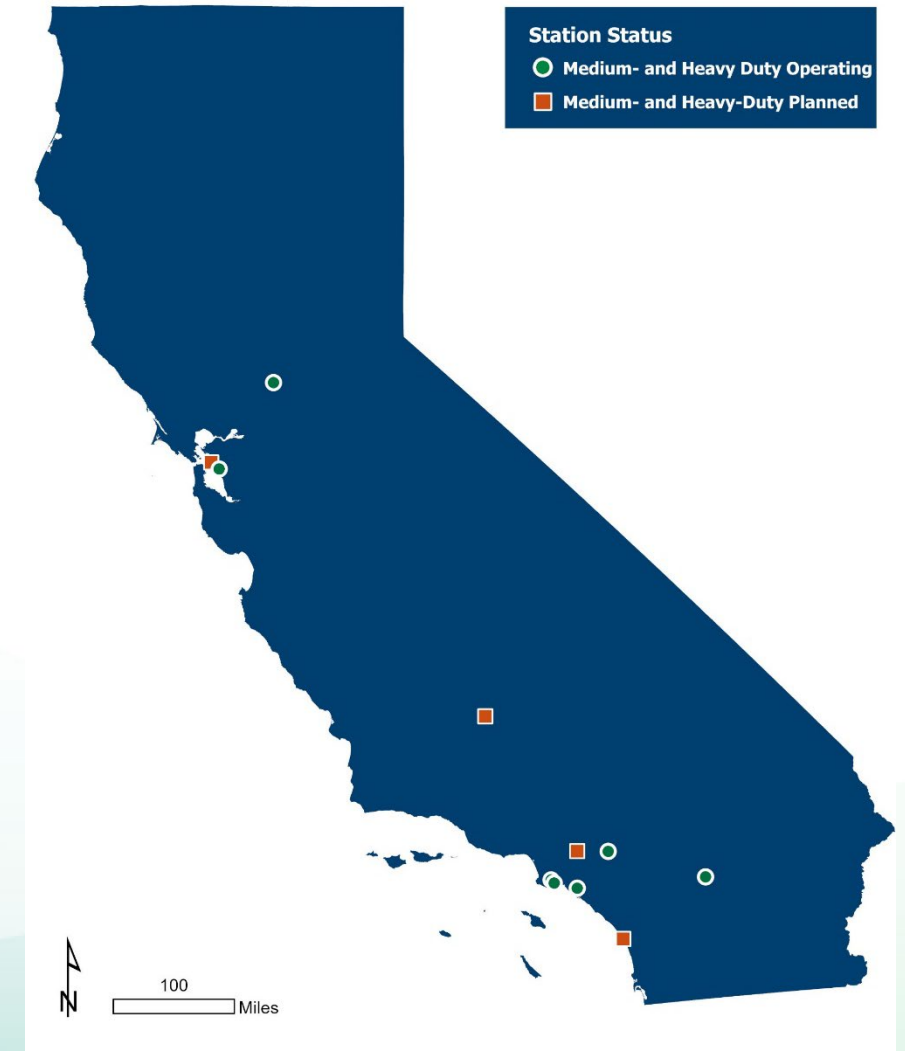 Station Status
Medium- and Heavy Duty Operating
Medium- and Heavy-Duty Planned
N
100
Miles